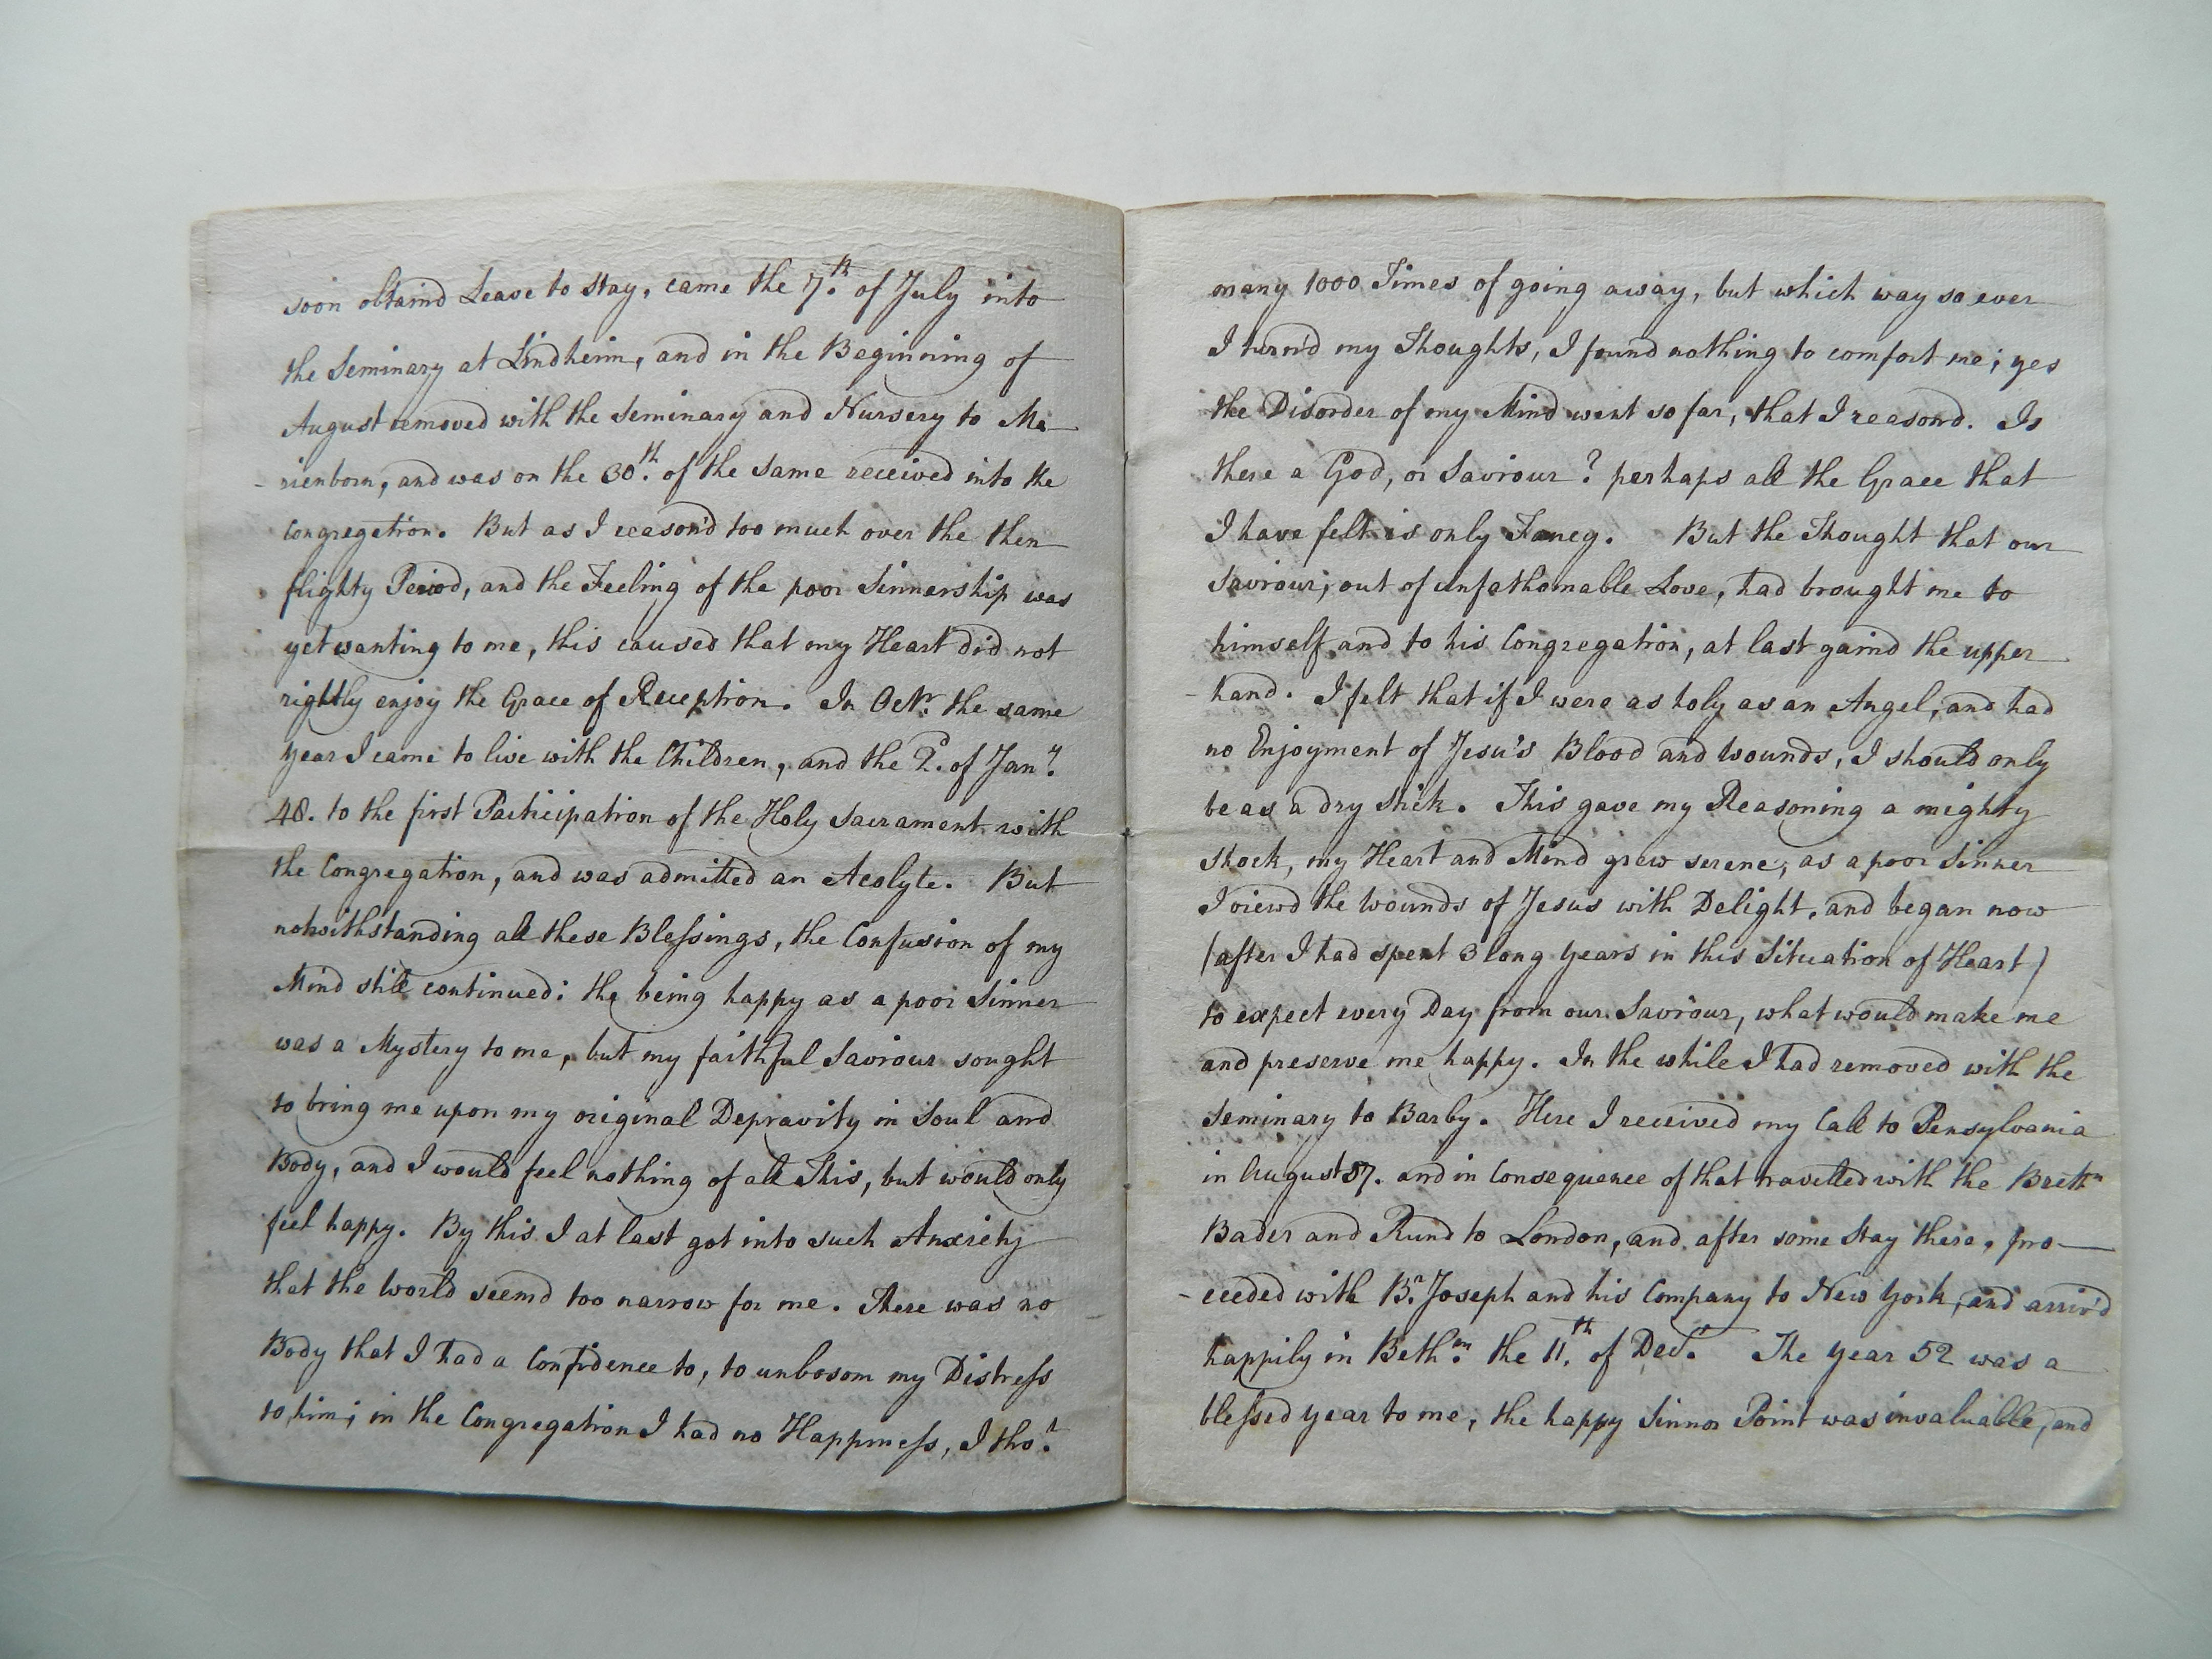 soon obtaind Leave to stay, came the 7.th of July into
the Seminary at Lindheim, and in the Beginning of
August removed with the Seminary and Nursery to Ma-
-rienborn, and was on the 30.th of the same received into the
Congregation. But as I reason'd too much over the then
flighty Period, and the Feeling of the poor Sinnership was
yet wanting to me, this caused that my Heart did not
rightly enjoy the Grace of Reception. In Octr. the same
year I came to live with the Children, and the 2. of Jany.
48. to the first Participation of the Holy Sacrament with
the Congregation, and was admitted an Acolyte. But
notwithstanding all these Blessings, the Confusion of my
Mind still continued: the being happy as a poor Sinner
was a Mystery to me, but my faithful Saviour sought
to bring me upon my original Depravity in Soul and
Body, and I would feel nothing of all This, but would only
feel happy. By this I at last got into such Anxiety
that the World seemd too narrow for me. There was no
Body that I had a Confidence to, to unbosom my Distress
to him; in the Congregation I had no Happiness, I tho.t
many 1000 Times of going away, but which way so ever
I turn'd my Thoughts, I found nothing to comfort me; yes
the Disorder of my Mind went so far, that I reason'd. Is
there a God, or Saviour? perhaps all the Grace that
I have felt is only Fancy. But the Thought that our
Saviour, out of unfathomable Love, had brought me to
himself and to his Congregation, at last gaind the upper
-hand. I felt that if I were as holy as an Angel, and had
no Enjoyment of Jesu's Blood and Wounds, I should only
be as a dry Stick. This gave my Reasoning a mighty
Shock, my Heart and Mind grew serene, as a poor Sinner
I viewd the Wounds of Jesus with Delight, and began now
(after I had spent 3 long Years in this Situation of Heart)
to expect every Day from our Saviour, what would make me
and preserve me happy. In the while I had removed with the
Seminary to Barby. Here I received my Call to Pensylvania
in August 57. and in Consequence of that travelled with the Brethn
Bader and Rund to London, and after some Stay there, pro-
-ceeded with Br. Joseph and his Company to New York, and arriv'd
happily in Beth.m the 11.th of Decr. The Year 52 was a
blessed year to me, the happy Sinner Point was invaluable, and